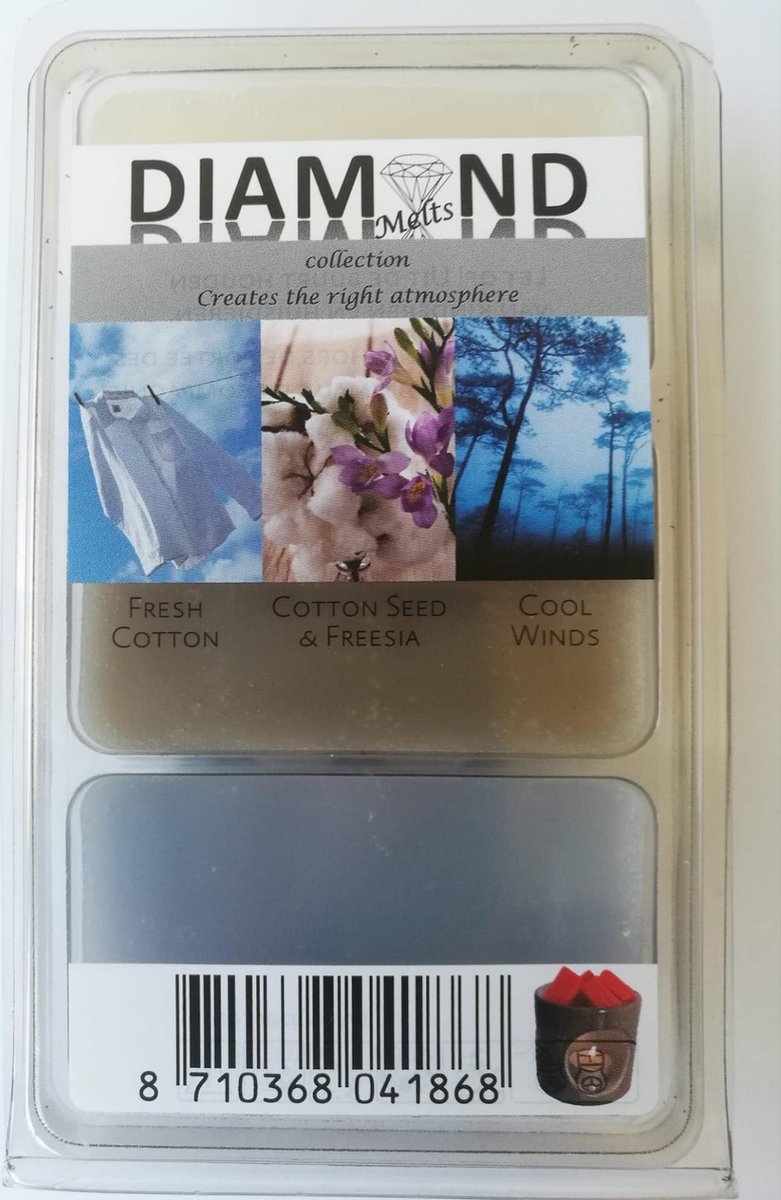 DIAMOND
Melts
collection
Creates the right atmosphere
FRESH COTTON
COTTON SEED & FREESIA
COOL WINDS
8 710368 041868